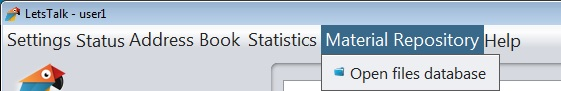 LetsTalk - user1
Settings Status Address Book Statistics Material Repository Help
Open files database